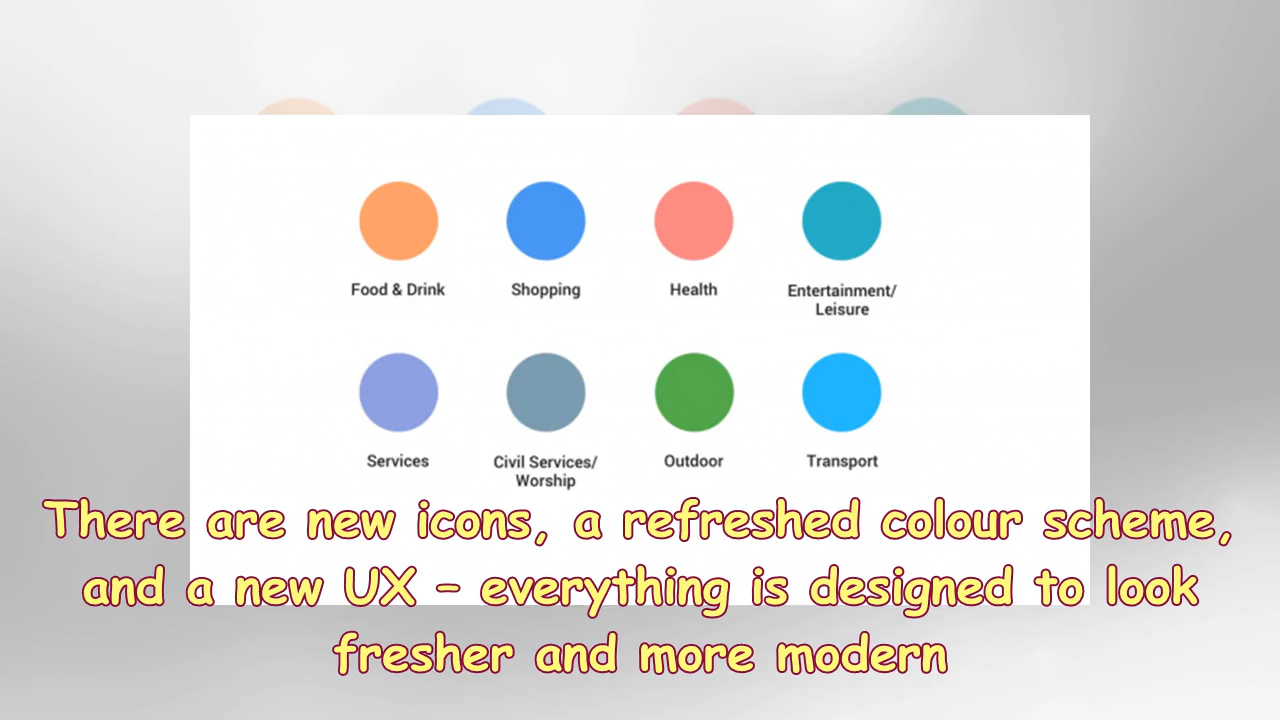 Food & Drink
Shopping
Health
Entertainment/
Leisure
Services
Civil Services/
Worship
Outdoor
Transport
There are new icons, a refreshed colour scheme,
and a new UX – everything is designed to look
fresher and more modern